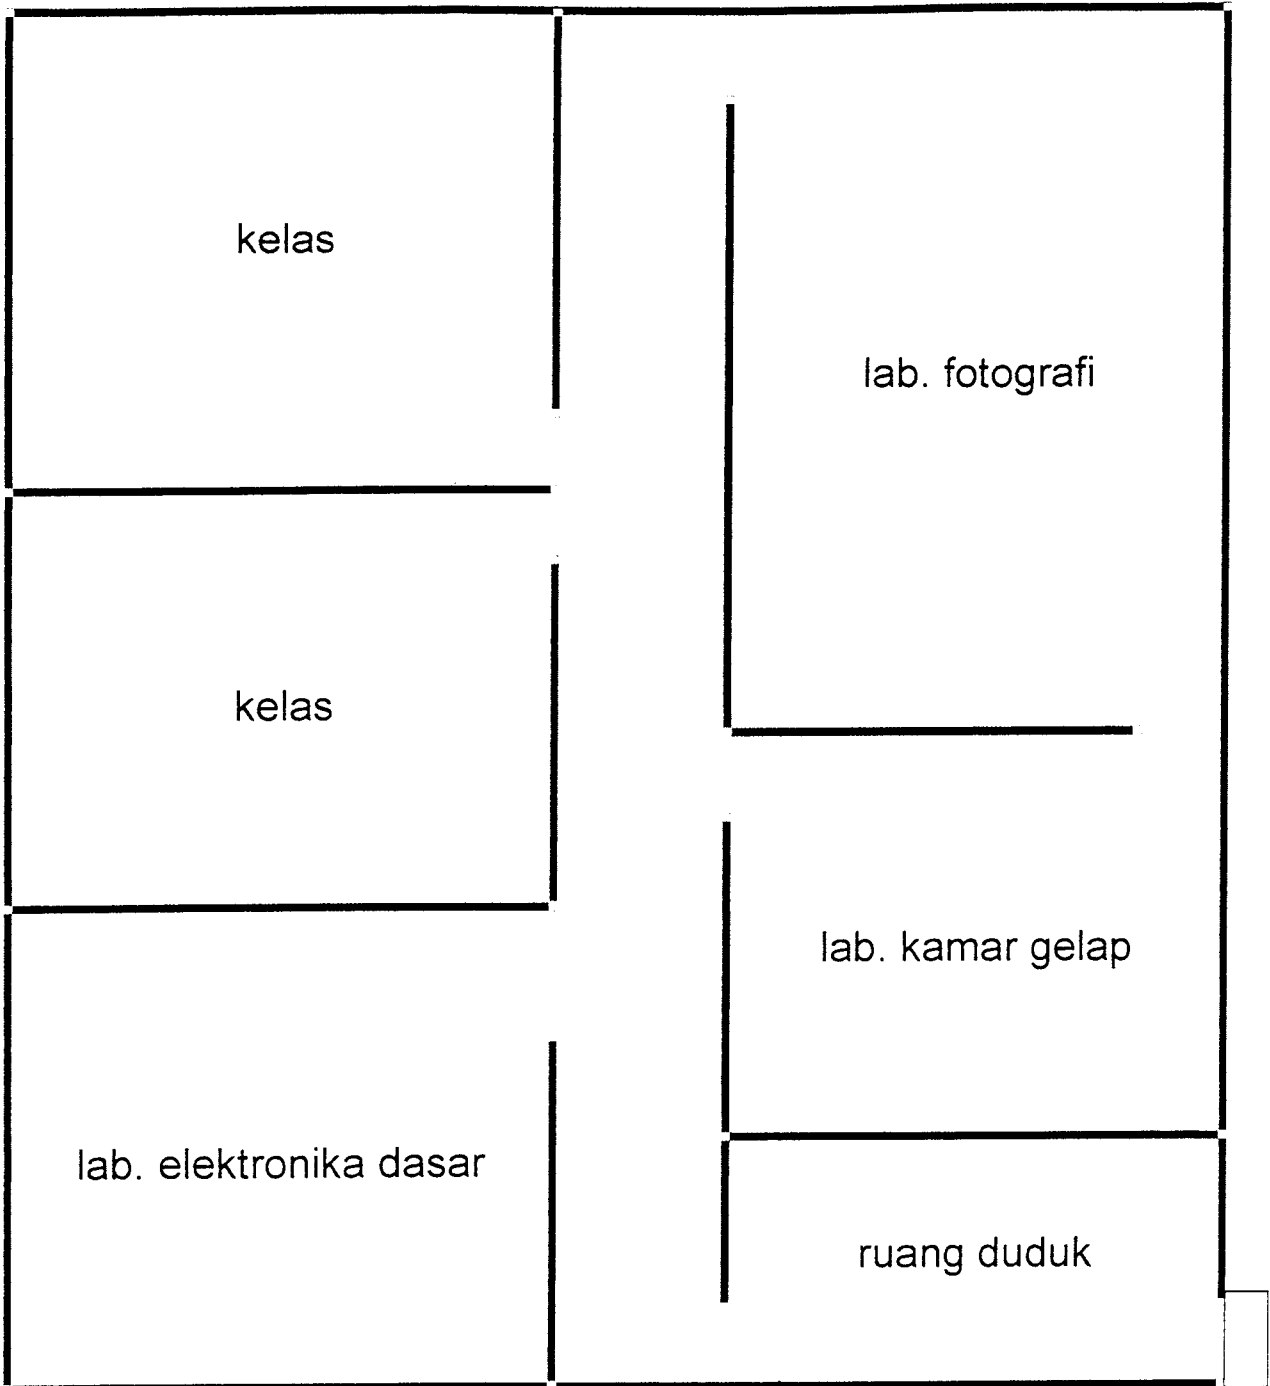 kelas
lab. fotografi
kelas
lab. kamar gelap
lab. elektronika dasar
ruang duduk